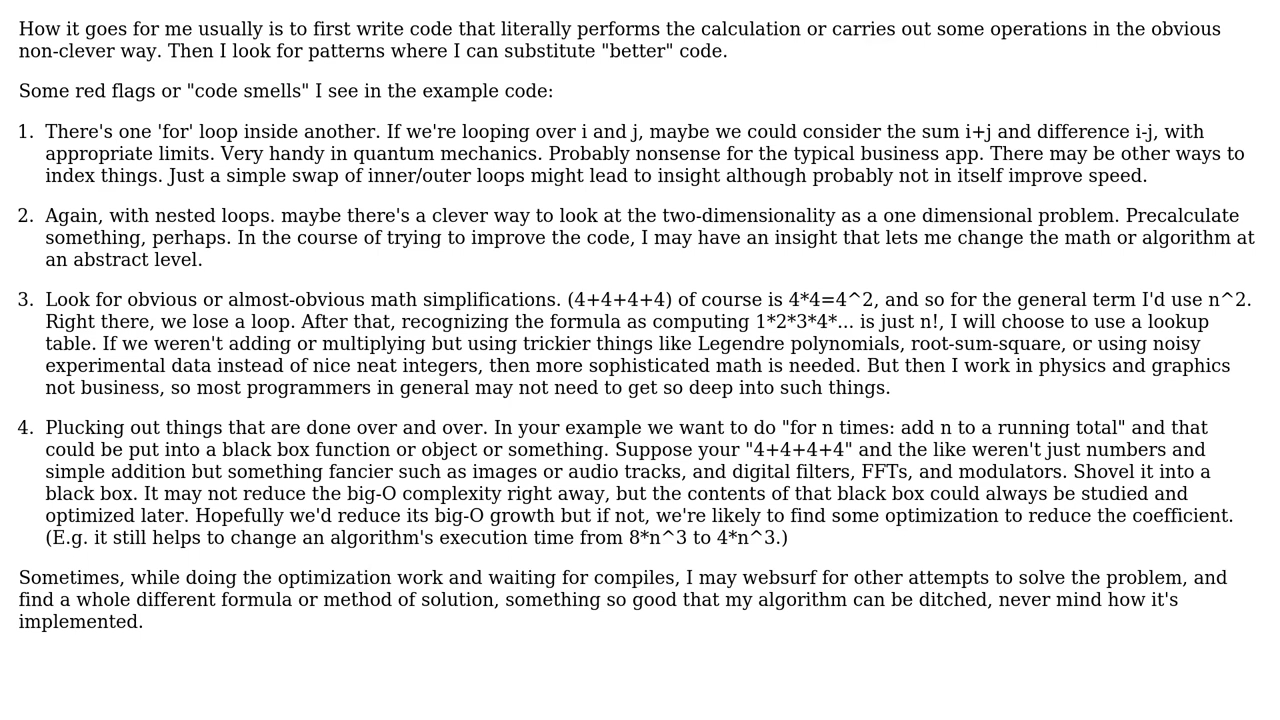 How it goes for me usually is to first write code that literally performs the calculation or carries out some operations in the obvious
non-clever way. Then I look for patterns where I can substitute "better" code.
Some red flags or "code smells" I see in the example code:
1. There's one 'for' loop inside another. If we're looping over i and j, maybe we could consider the sum i+j and difference i-j, with
appropriate limits. Very handy in quantum mechanics. Probably nonsense for the typical business app. There may be other ways to
index things. Just a simple swap of inner/outer loops might lead to insight although probably not in itself improve speed.
2. Again, with nested loops. maybe there's a clever way to look at the two-dimensionality as a one dimensional problem. Precalculate
something, perhaps. In the course of trying to improve the code, I may have an insight that lets me change the math or algorithm at
an abstract level.
3. Look for obvious or almost-obvious math simplifications. (4+4+4+4) of course is 4*4=4^2, and so for the general term I'd use n^2.
Right there, we lose a loop. After that, recognizing the formula as computing 1*2*3*4*... is just n!, I will choose to use a lookup
table. If we weren't adding or multiplying but using trickier things like Legendre polynomials, root-sum-square, or using noisy
experimental data instead of nice neat integers, then more sophisticated math is needed. But then I work in physics and graphics
not business, so most programmers in general may not need to get so deep into such things.
4. Plucking out things that are done over and over. In your example we want to do "for n times: add n to a running total" and that
could be put into a black box function or object or something. Suppose your "4+4+4+4" and the like weren't just numbers and
simple addition but something fancier such as images or audio tracks, and digital filters, FFTs, and modulators. Shovel it into a
black box. It may not reduce the big-O complexity right away, but the contents of that black box could always be studied and
optimized later. Hopefully we'd reduce its big-O growth but if not, we're likely to find some optimization to reduce the coefficient.
(E.g. it still helps to change an algorithm's execution time from 8*n^3 to 4*n^3.)
Sometimes, while doing the optimization work and waiting for compiles, I may websurf for other attempts to solve the problem, and
find a whole different formula or method of solution, something so good that my algorithm can be ditched, never mind how it's
implemented.